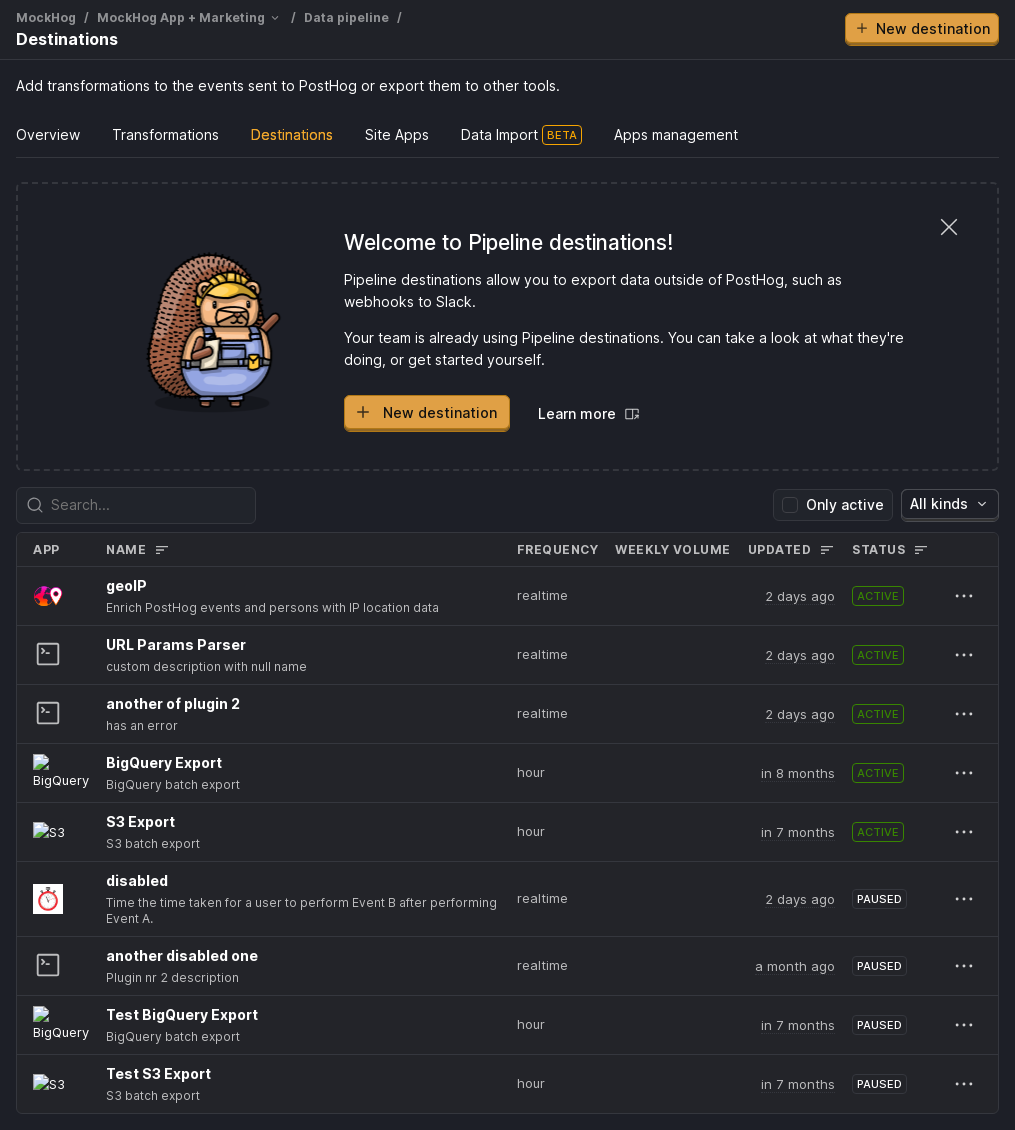 MockHog / MockHog App + Marketing / Data pipeline /
Destinations
New destination
Add transformations to the events sent to PostHog or export them to other tools.
Overview Transformations Destinations Site Apps Data Import BETA Apps management
Welcome to Pipeline destinations!
Pipeline destinations allow you to export data outside of PostHog, such as
webhooks to Slack.
Your team is already using Pipeline destinations. You can take a look at what they're
doing, or get started yourself.
New destination Learn more
Search... Only active All kinds
APP NAME FREQUENCY WEEKLY VOLUME UPDATED STATUS
geoIP
Enrich PostHog events and persons with IP location data
realtime 2 days ago ACTIVE
URL Params Parser
custom description with null name
realtime 2 days ago ACTIVE
another of plugin 2
has an error
realtime 2 days ago ACTIVE
BigQuery
BigQuery Export
BigQuery batch export
hour in 8 months ACTIVE
S3
S3 Export
S3 batch export
hour in 7 months ACTIVE
disabled
Time the time taken for a user to perform Event B after performing
Event A.
realtime 2 days ago PAUSED
another disabled one
Plugin nr 2 description
realtime a month ago PAUSED
BigQuery
Test BigQuery Export
BigQuery batch export
hour in 7 months PAUSED
S3
Test S3 Export
S3 batch export
hour in 7 months PAUSED